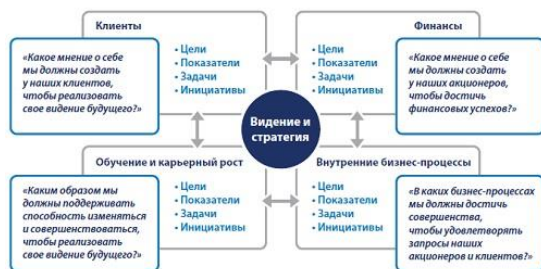 Клиенты
«Какое мнение о себе
мы должны создать
у наших клиентов,
чтобы реализовать
свое видение будущего?»
• Цели
• Показатели
• Задачи
• Инициативы
Финансы
• Цели
• Показатели
• Задачи
• Инициативы
«Какое мнение о себе
мы должны создать
у наших акционеров,
чтобы достичь
финансовых успехов?»
Видение и
стратегия
Обучение и карьерный рост
«Каким образом мы
должны поддерживать
способность изменяться
и совершенствоваться,
чтобы реализовать
свое видение будущего?»
• Цели
• Показатели
• Задачи
• Инициативы
Внутренние бизнес-процессы
• Цели
• Показатели
• Задачи
• Инициативы
«В каких бизнес-процессах
мы должны достичь
совершенства,
чтобы удовлетворять
запросы наших
акционеров и клиентов?»